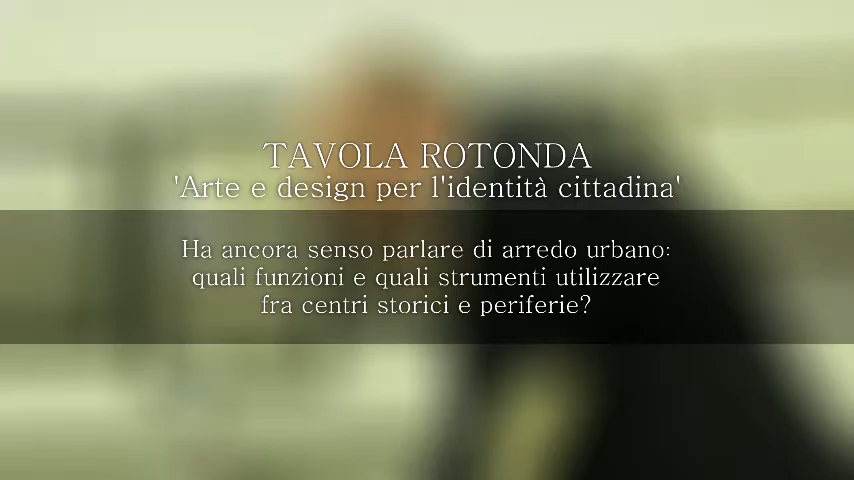 TAVOLA ROTONDA
'Arte e design per l'identità cittadina'
Ha ancora senso parlare di arredo urbano:
quali funzioni e quali strumenti utilizzare
fra centri storici e periferie?